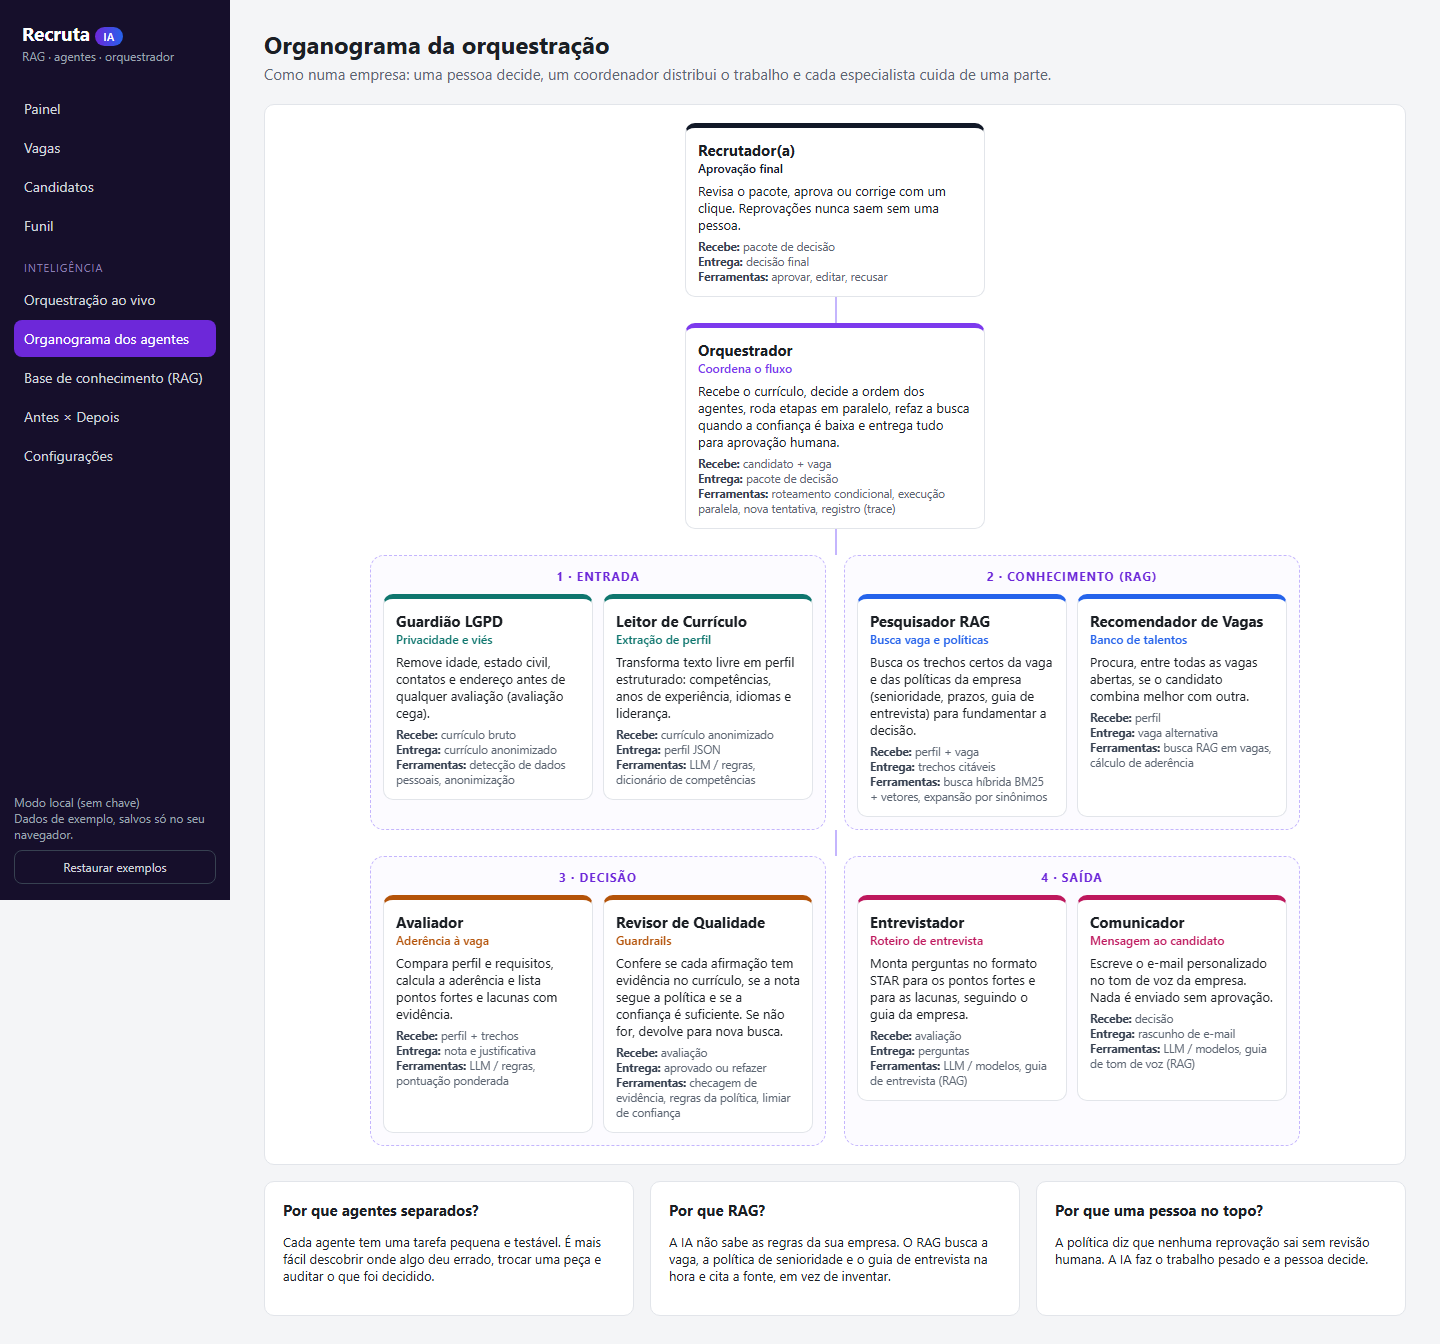 Recruta IA
RAG · agentes · orquestrador
Painel
Vagas
Candidatos
Funil
INTELIGÊNCIA
Orquestração ao vivo
Organograma dos agentes
Base de conhecimento (RAG)
Antes × Depois
Configurações
Modo local (sem chave)
Dados de exemplo, salvos só no seu
navegador.
Restaurar exemplos
Organograma da orquestração
Como numa empresa: uma pessoa decide, um coordenador distribui o trabalho e cada especialista cuida de uma parte.
Recrutador(a)
Aprovação final
Revisa o pacote, aprova ou corrige com um
clique. Reprovações nunca saem sem uma
pessoa.
Recebe: pacote de decisão
Entrega: decisão final
Ferramentas: aprovar, editar, recusar
Orquestrador
Coordena o fluxo
Recebe o currículo, decide a ordem dos
agentes, roda etapas em paralelo, refaz a busca
quando a confiança é baixa e entrega tudo
para aprovação humana.
Recebe: candidato + vaga
Entrega: pacote de decisão
Ferramentas: roteamento condicional, execução
paralela, nova tentativa, registro (trace)
1 · ENTRADA
Guardião LGPD
Privacidade e viés
Remove idade, estado civil,
contatos e endereço antes de
qualquer avaliação (avaliação
cega).
Recebe: currículo bruto
Entrega: currículo anonimizado
Ferramentas: detecção de dados
pessoais, anonimização
Leitor de Currículo
Extração de perfil
Transforma texto livre em perfil
estruturado: competências,
anos de experiência, idiomas e
liderança.
Recebe: currículo anonimizado
Entrega: perfil JSON
Ferramentas: LLM / regras,
dicionário de competências
2 · CONHECIMENTO (RAG)
Pesquisador RAG
Busca vaga e políticas
Busca os trechos certos da vaga
e das políticas da empresa
(senioridade, prazos, guia de
entrevista) para fundamentar a
decisão.
Recebe: perfil + vaga
Entrega: trechos citáveis
Ferramentas: busca híbrida BM25
+ vetores, expansão por sinônimos
Recomendador de Vagas
Banco de talentos
Procura, entre todas as vagas
abertas, se o candidato
combina melhor com outra.
Recebe: perfil
Entrega: vaga alternativa
Ferramentas: busca RAG em vagas,
cálculo de aderência
3 · DECISÃO
Avaliador
Aderência à vaga
Compara perfil e requisitos,
calcula a aderência e lista
pontos fortes e lacunas com
evidência.
Recebe: perfil + trechos
Entrega: nota e justificativa
Ferramentas: LLM / regras,
pontuação ponderada
Revisor de Qualidade
Guardrails
Confere se cada afirmação tem
evidência no currículo, se a nota
segue a política e se a
confiança é suficiente. Se não
for, devolve para nova busca.
Recebe: avaliação
Entrega: aprovado ou refazer
Ferramentas: checagem de
evidência, regras da política, limiar
de confiança
4 · SAÍDA
Entrevistador
Roteiro de entrevista
Monta perguntas no formato
STAR para os pontos fortes e
para as lacunas, seguindo o
guia da empresa.
Recebe: avaliação
Entrega: perguntas
Ferramentas: LLM / modelos, guia
de entrevista (RAG)
Comunicador
Mensagem ao candidato
Escreve o e-mail personalizado
no tom de voz da empresa.
Nada é enviado sem aprovação.
Recebe: decisão
Entrega: rascunho de e-mail
Ferramentas: LLM / modelos, guia
de tom de voz (RAG)
Por que agentes separados?
Cada agente tem uma tarefa pequena e testável. É mais
fácil descobrir onde algo deu errado, trocar uma peça e
auditar o que foi decidido.
Por que RAG?
A IA não sabe as regras da sua empresa. O RAG busca a
vaga, a política de senioridade e o guia de entrevista na
hora e cita a fonte, em vez de inventar.
Por que uma pessoa no topo?
A política diz que nenhuma reprovação sai sem revisão
humana. A IA faz o trabalho pesado e a pessoa decide.